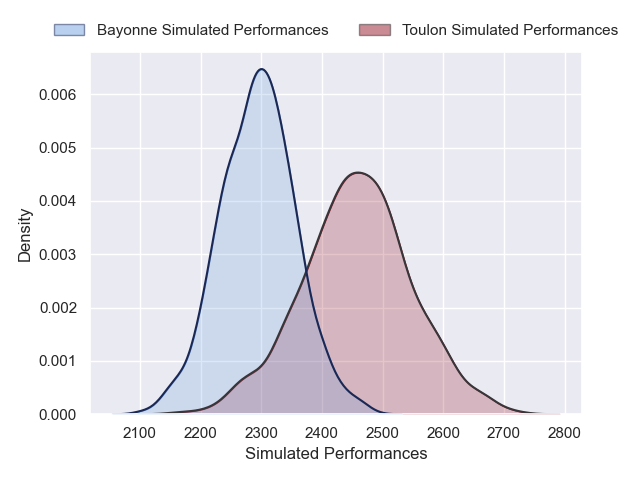 Bayonne Simulated Performances
Toulon Simulated Performances
0.006
0.005
0.004
0.003
0.002
0.001
0.000
Density
2100 2200 2300 2400 2500 2600 2700 2800
Simulated Performances